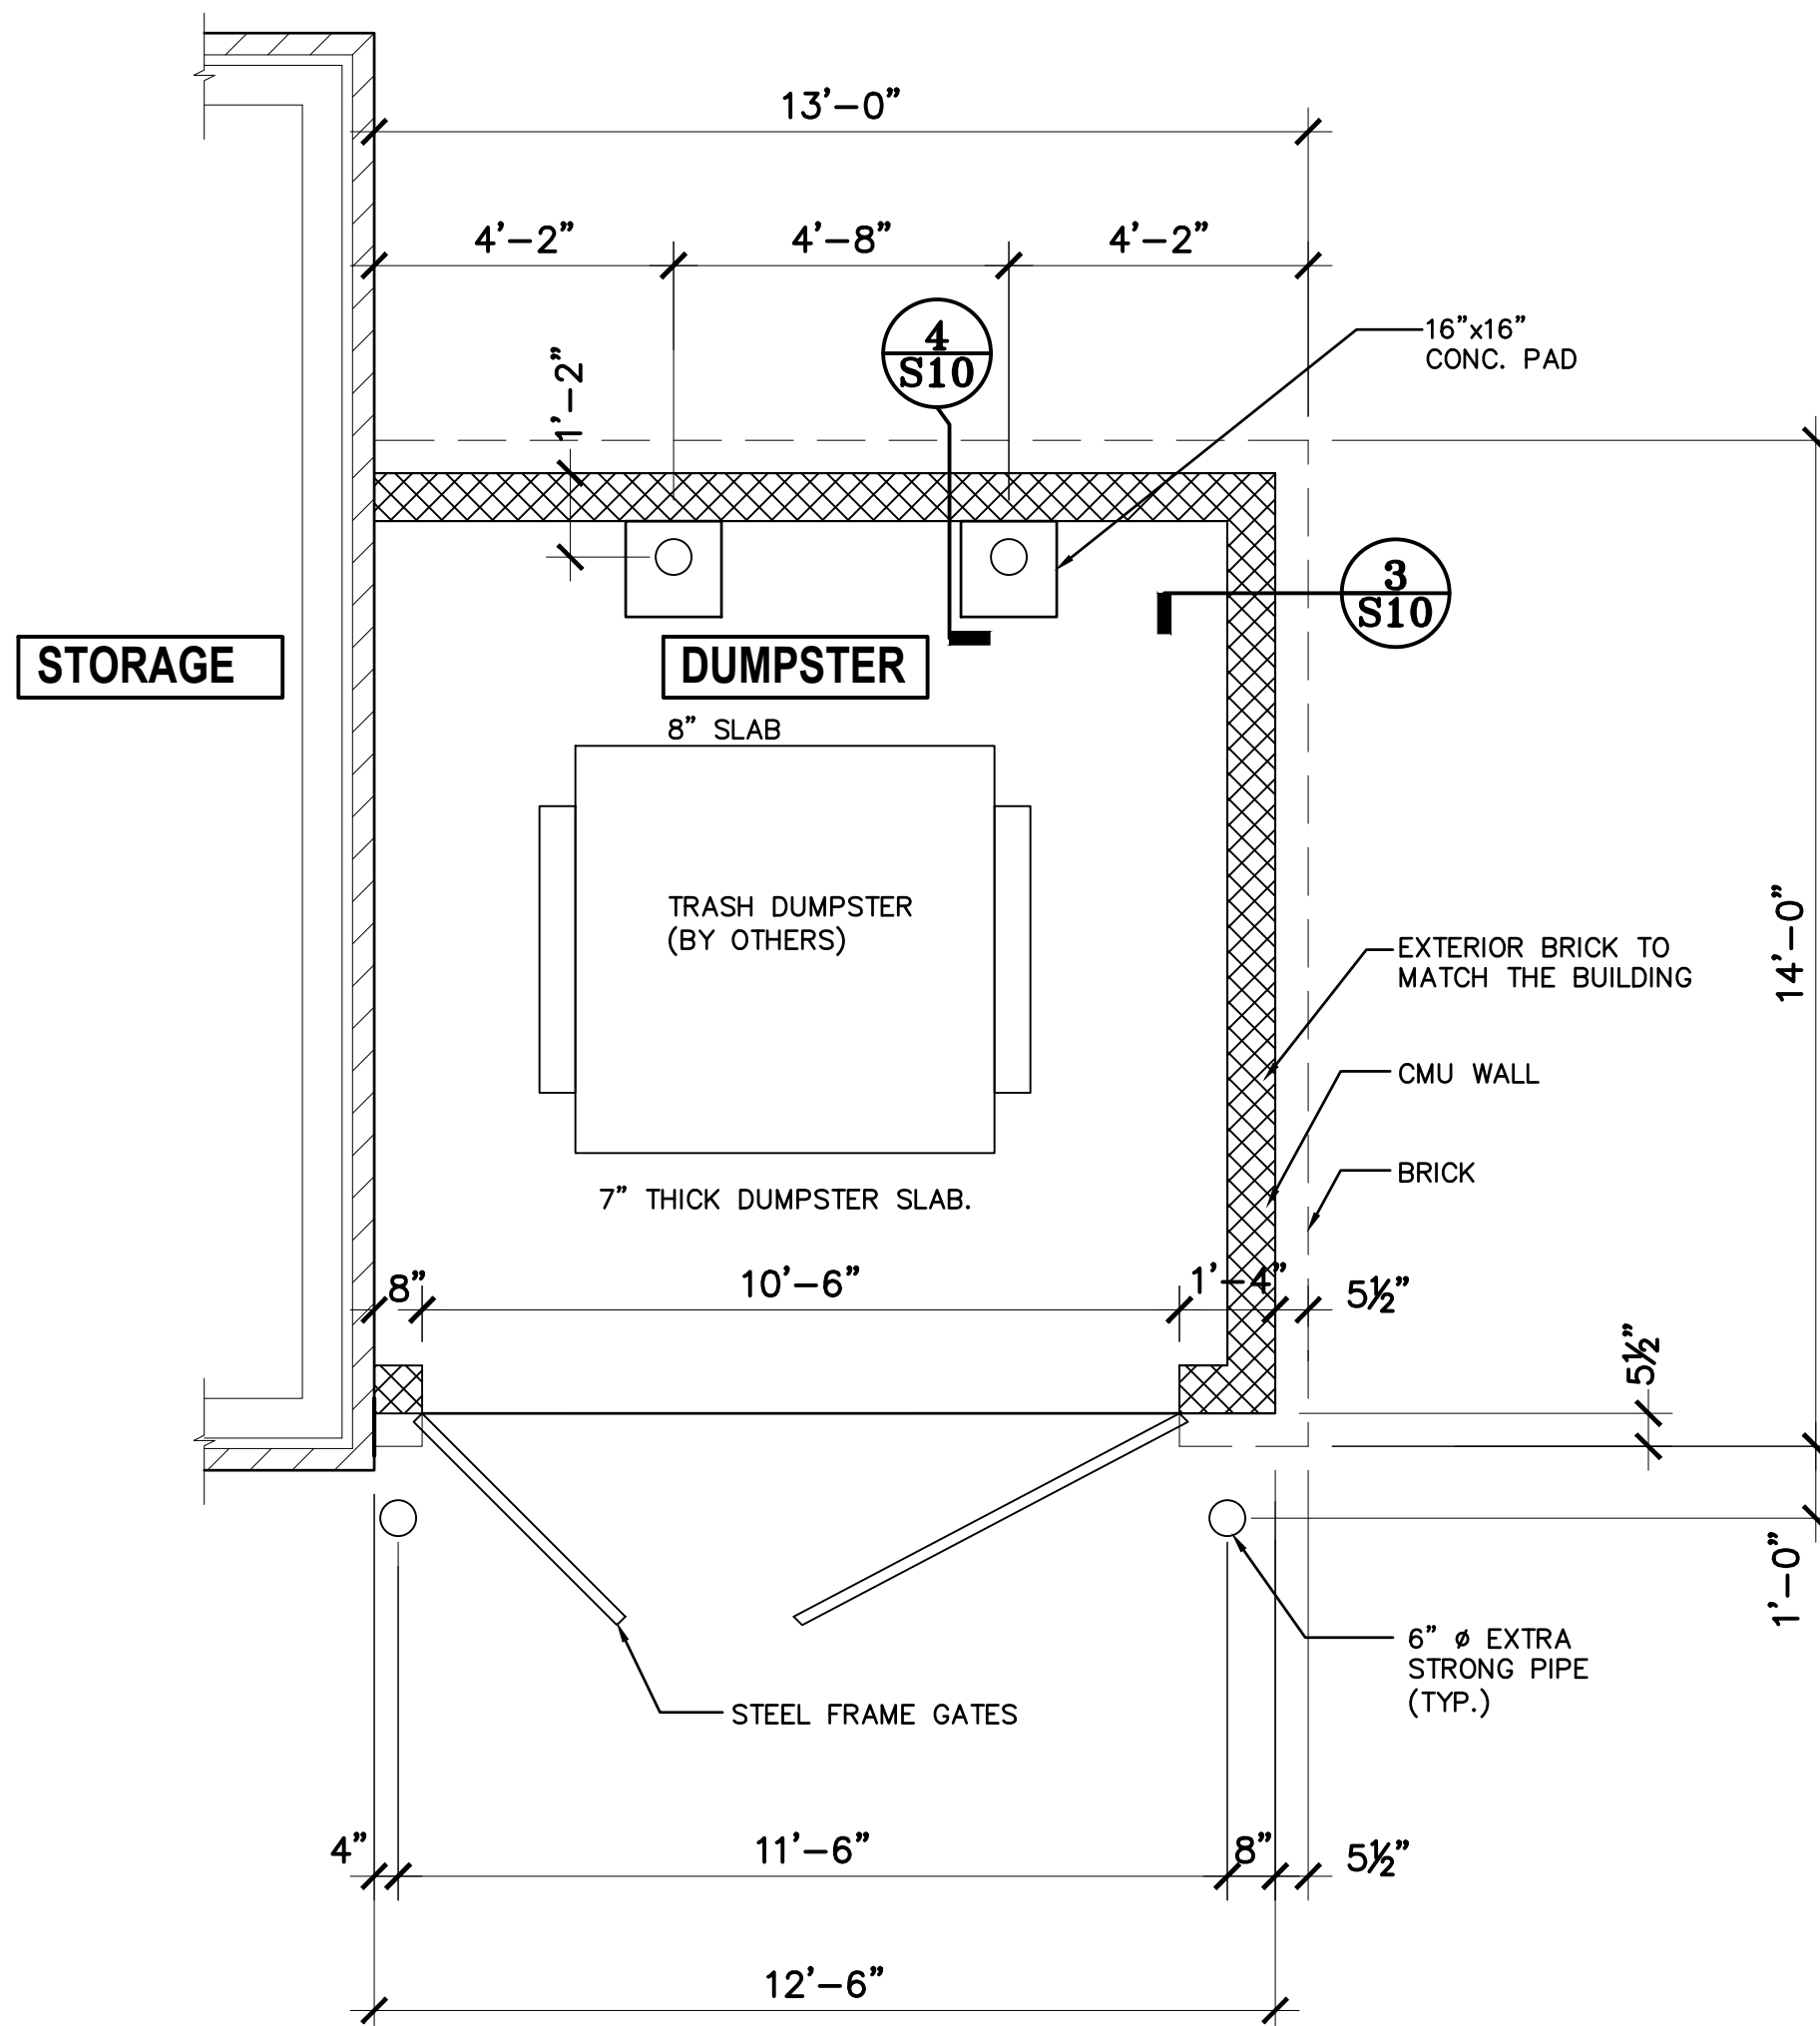 13'-0"
4'-2" 4'-8" 4'-2"
4
S10
16"x16"
CONC. PAD
1'-2"
3
S10
STORAGE
DUMPSTER
8" SLAB
TRASH DUMPSTER
(BY OTHERS)
14'-0"
EXTERIOR BRICK TO
MATCH THE BUILDING
CMU WALL
BRICK
7" THICK DUMPSTER SLAB.
8" 10'-6" 1'-4" 5½"
5½"
1'-0"
6" ø EXTRA
STRONG PIPE
(TYP.)
STEEL FRAME GATES
4" 11'-6" 8" 5½"
12'-6"